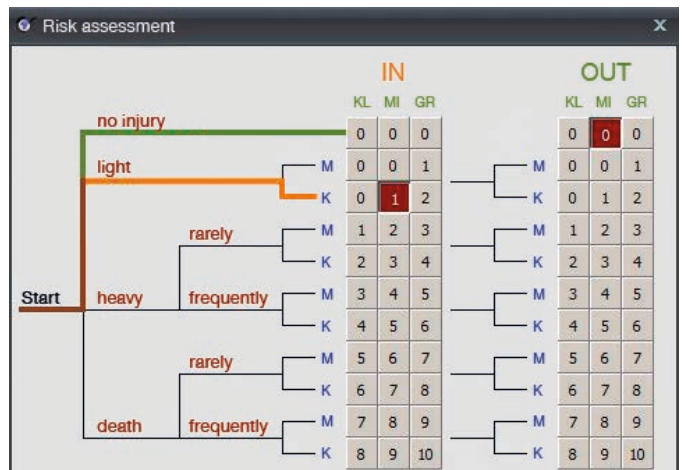 Risk assessment X
IN OUT
KL MI GR KL MI GR
no injury 0 0 0 0 0 0
light M 0 0 1 M 0 0 1
K 0 1 2 K 0 1 2
rarely M 1 2 3 M 1 2 3
K 2 3 4 K 2 3 4
Start heavy frequently M 3 4 5 M 3 4 5
K 4 5 6 K 4 5 6
rarely M 5 6 7 M 5 6 7
K 6 7 8 K 6 7 8
death frequently M 7 8 9 M 7 8 9
K 8 9 10 K 8 9 10